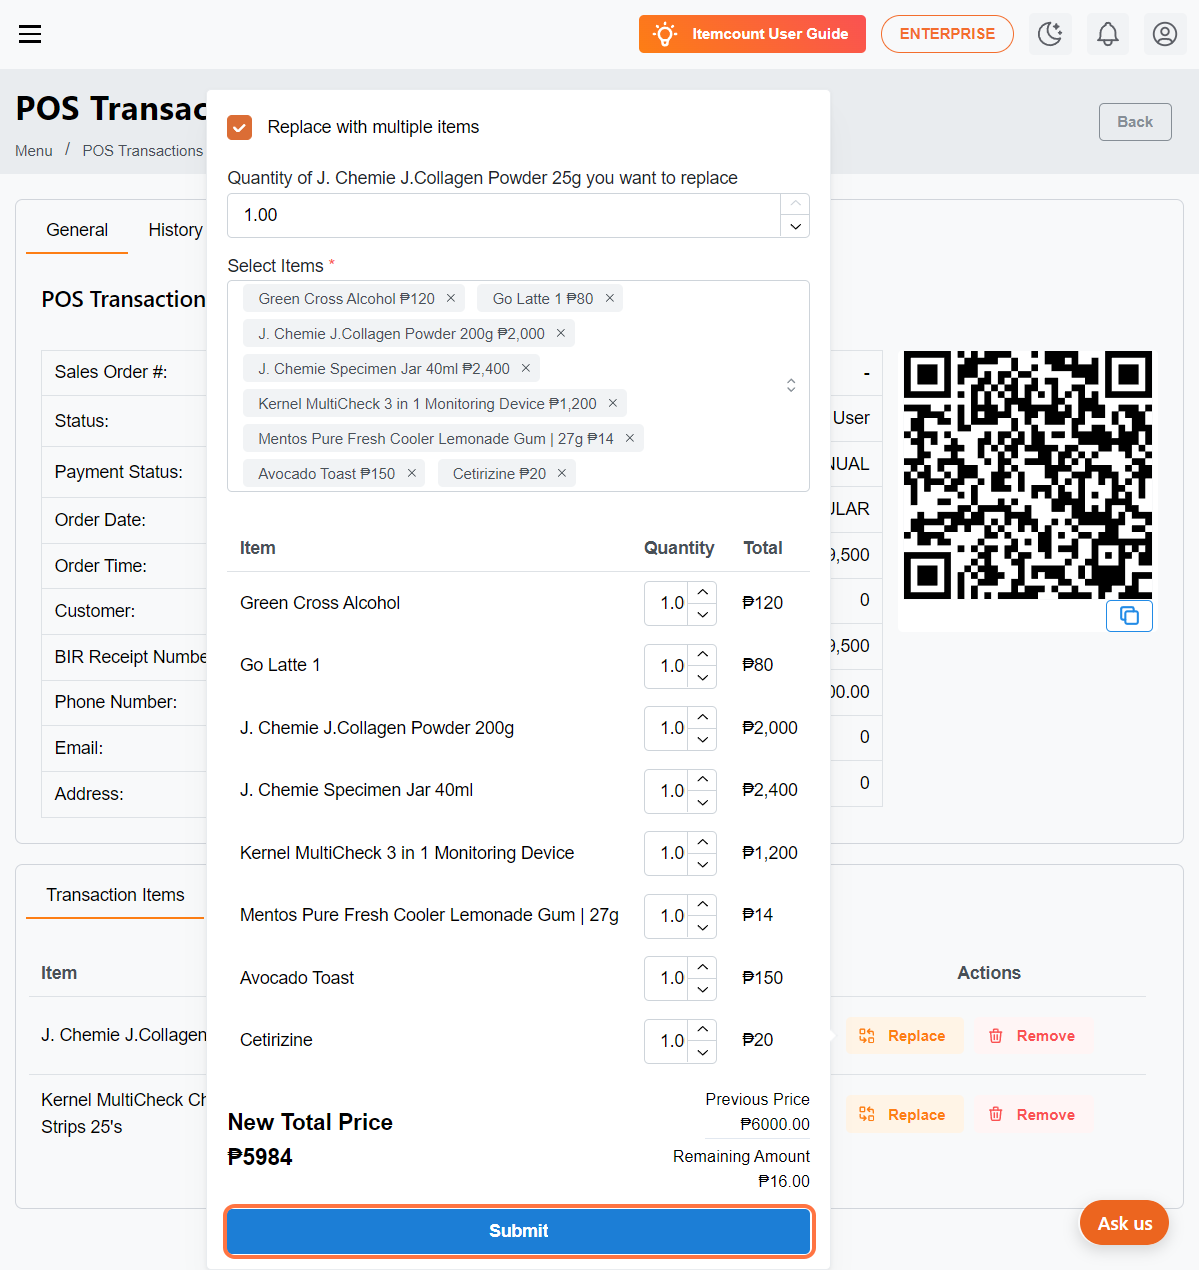 Itemcount User Guide
ENTERPRISE
POS Transac
Back
Menu / POS Transactions
Replace with multiple items
Quantity of J. Chemie J.Collagen Powder 25g you want to replace
1.00
General
History
Select Items *
Green Cross Alcohol ₱120 ×
Go Latte 1 ₱80 ×
J. Chemie J.Collagen Powder 200g ₱2,000 ×
J. Chemie Specimen Jar 40ml ₱2,400 ×
Kernel MultiCheck 3 in 1 Monitoring Device ₱1,200 ×
Mentos Pure Fresh Cooler Lemonade Gum | 27g ₱14 ×
Avocado Toast ₱150 ×
Cetirizine ₱20 ×
POS Transaction
Sales Order #:
-
Status:
User
Payment Status:
NUAL
Order Date:
LAR
Order Time:
9,500
Customer:
0
BIR Receipt Numbe
9,500
Phone Number:
00.00
Email:
0
Address:
0
Item
Quantity
Total
Green Cross Alcohol
1.0
₱120
Go Latte 1
1.0
₱80
J. Chemie J.Collagen Powder 200g
1.0
₱2,000
J. Chemie Specimen Jar 40ml
1.0
₱2,400
Kernel MultiCheck 3 in 1 Monitoring Device
1.0
₱1,200
Mentos Pure Fresh Cooler Lemonade Gum | 27g
1.0
₱14
Avocado Toast
1.0
₱150
Cetirizine
1.0
₱20
New Total Price
₱5984
Previous Price
₱6000.00
Remaining Amount
₱16.00
Submit
Transaction Items
Item
Actions
J. Chemie J.Collagen
Replace
Remove
Kernel MultiCheck Ch
Strips 25's
Replace
Remove
Ask us